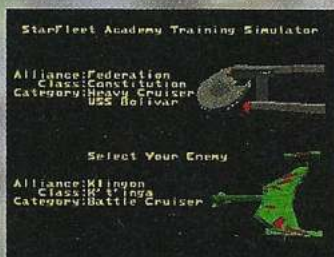 StarFleet Academy Training Simulator
Alliance:Federation
Class:Constitution
Category:Heavy Cruiser
USS Bolivar
Select Your Enemy
Alliance:Klingon
Class:K't'inga
Category:Battle Cruiser